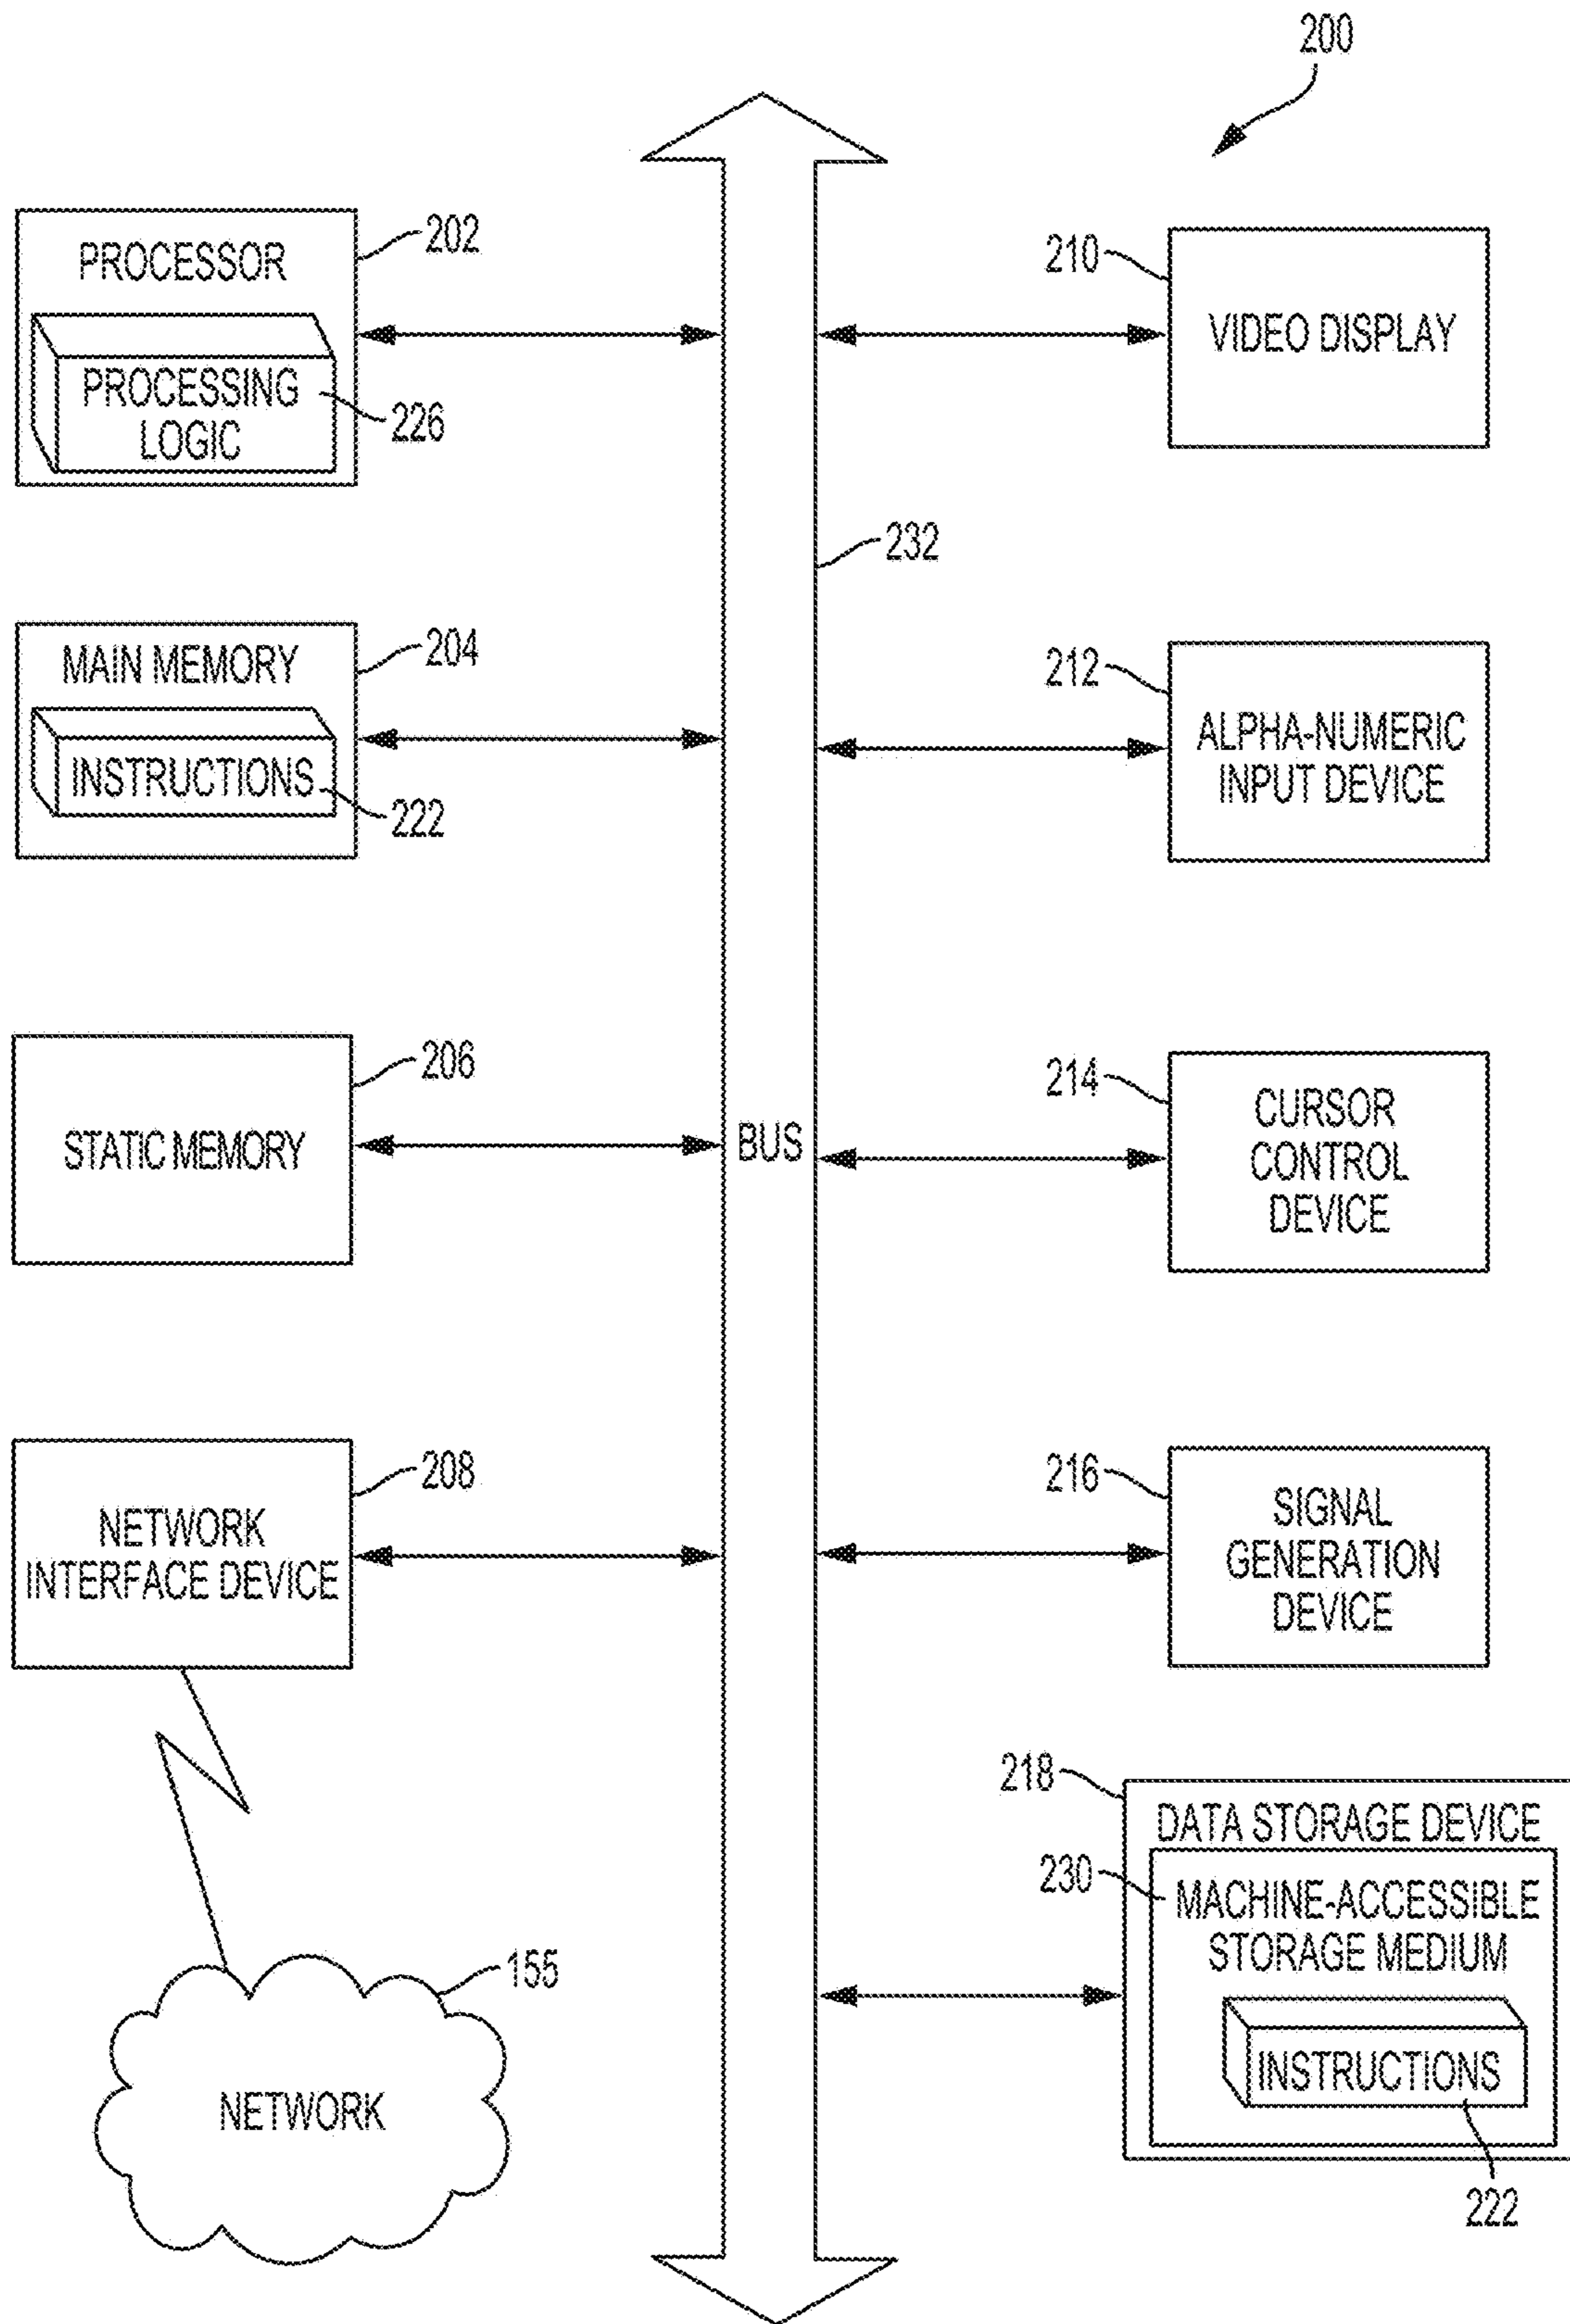 200
PROCESSOR
202
PROCESSING
LOGIC
226
210
VIDEO DISPLAY
232
MAIN MEMORY
204
INSTRUCTIONS
222
212
ALPHA-NUMERIC
INPUT DEVICE
STATIC MEMORY
206
BUS
214
CURSOR
CONTROL
DEVICE
NETWORK
INTERFACE DEVICE
208
216
SIGNAL
GENERATION
DEVICE
218
DATA STORAGE DEVICE
230
MACHINE-ACCESSIBLE
STORAGE MEDIUM
INSTRUCTIONS
222
155
NETWORK